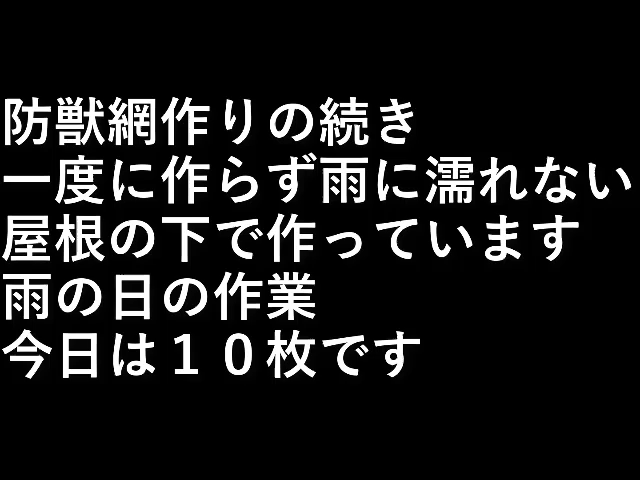 防獣網作りの続き
一度に作らず雨に濡れない
屋根の下で作っています
雨の日の作業
今日は１０枚です